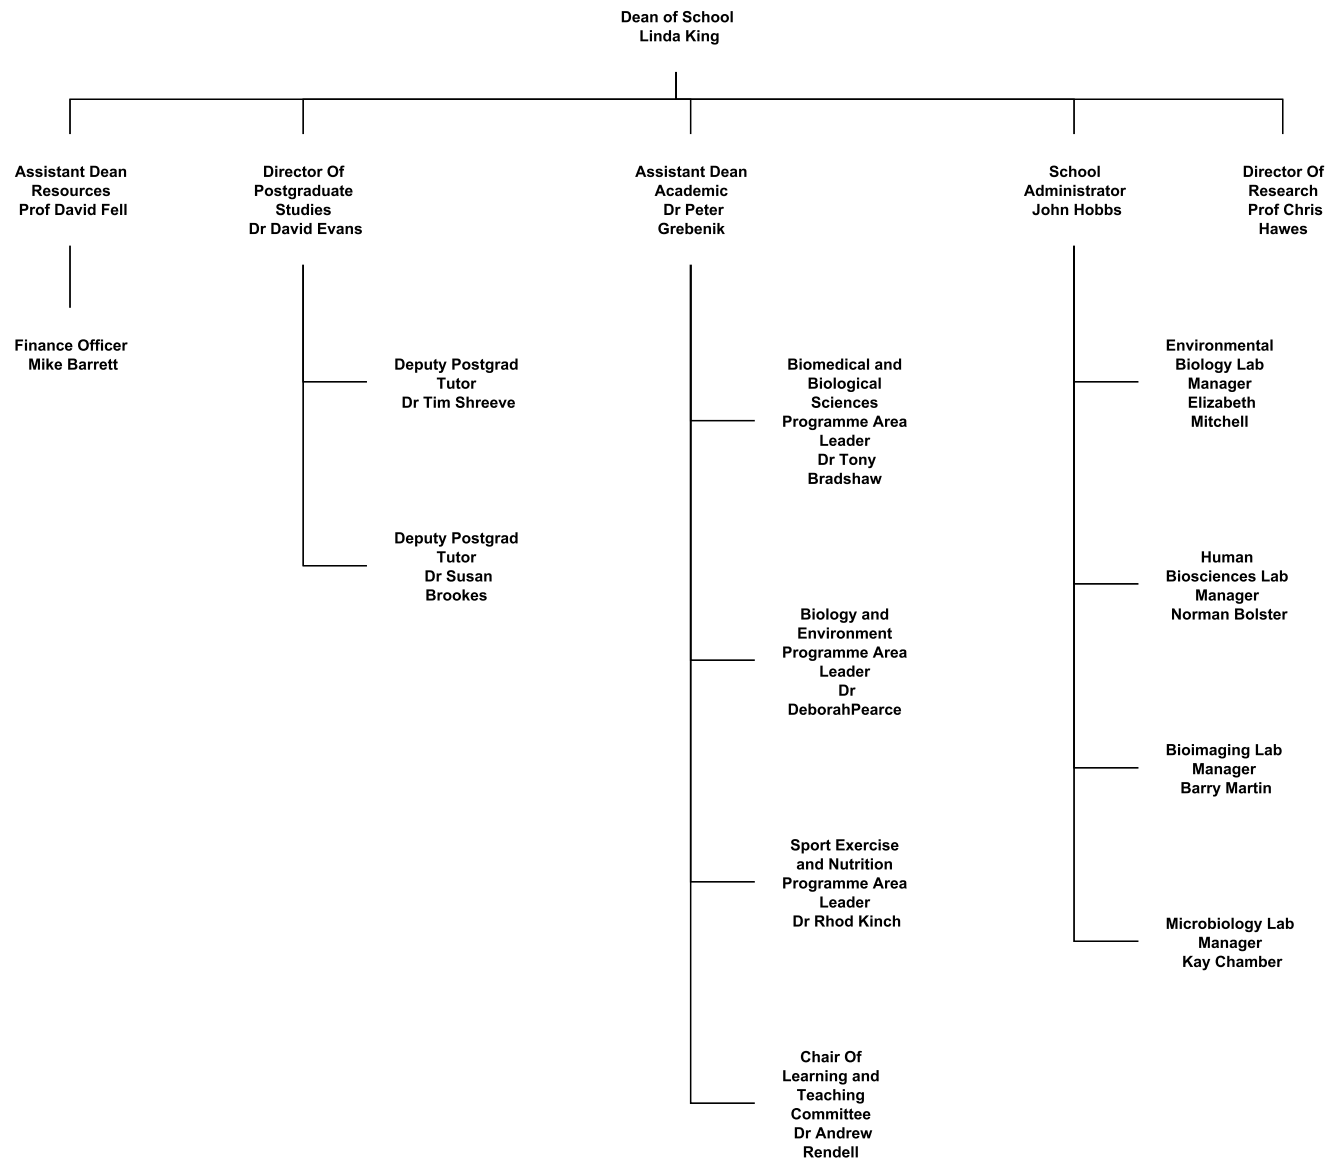 Dean of School
Linda King
Assistant Dean
Resources
Prof David Fell
Director Of
Postgraduate
Studies
Dr David Evans
Assistant Dean
Academic
Dr Peter
Grebenik
School
Administrator
John Hobbs
Director Of
Research
Prof Chris
Hawes
Finance Officer
Mike Barrett
Deputy Postgrad
Tutor
Dr Tim Shreeve
Deputy Postgrad
Tutor
Dr Susan
Brookes
Biomedical and
Biological
Sciences
Programme Area
Leader
Dr Tony
Bradshaw
Biology and
Environment
Programme Area
Leader
Dr
DeborahPearce
Sport Exercise
and Nutrition
Programme Area
Leader
Dr Rhod Kinch
Chair Of
Learning and
Teaching
Committee
Dr Andrew
Rendell
Environmental
Biology Lab
Manager
Elizabeth
Mitchell
Human
Biosciences Lab
Manager
Norman Bolster
Bioimaging Lab
Manager
Barry Martin
Microbiology Lab
Manager
Kay Chamber